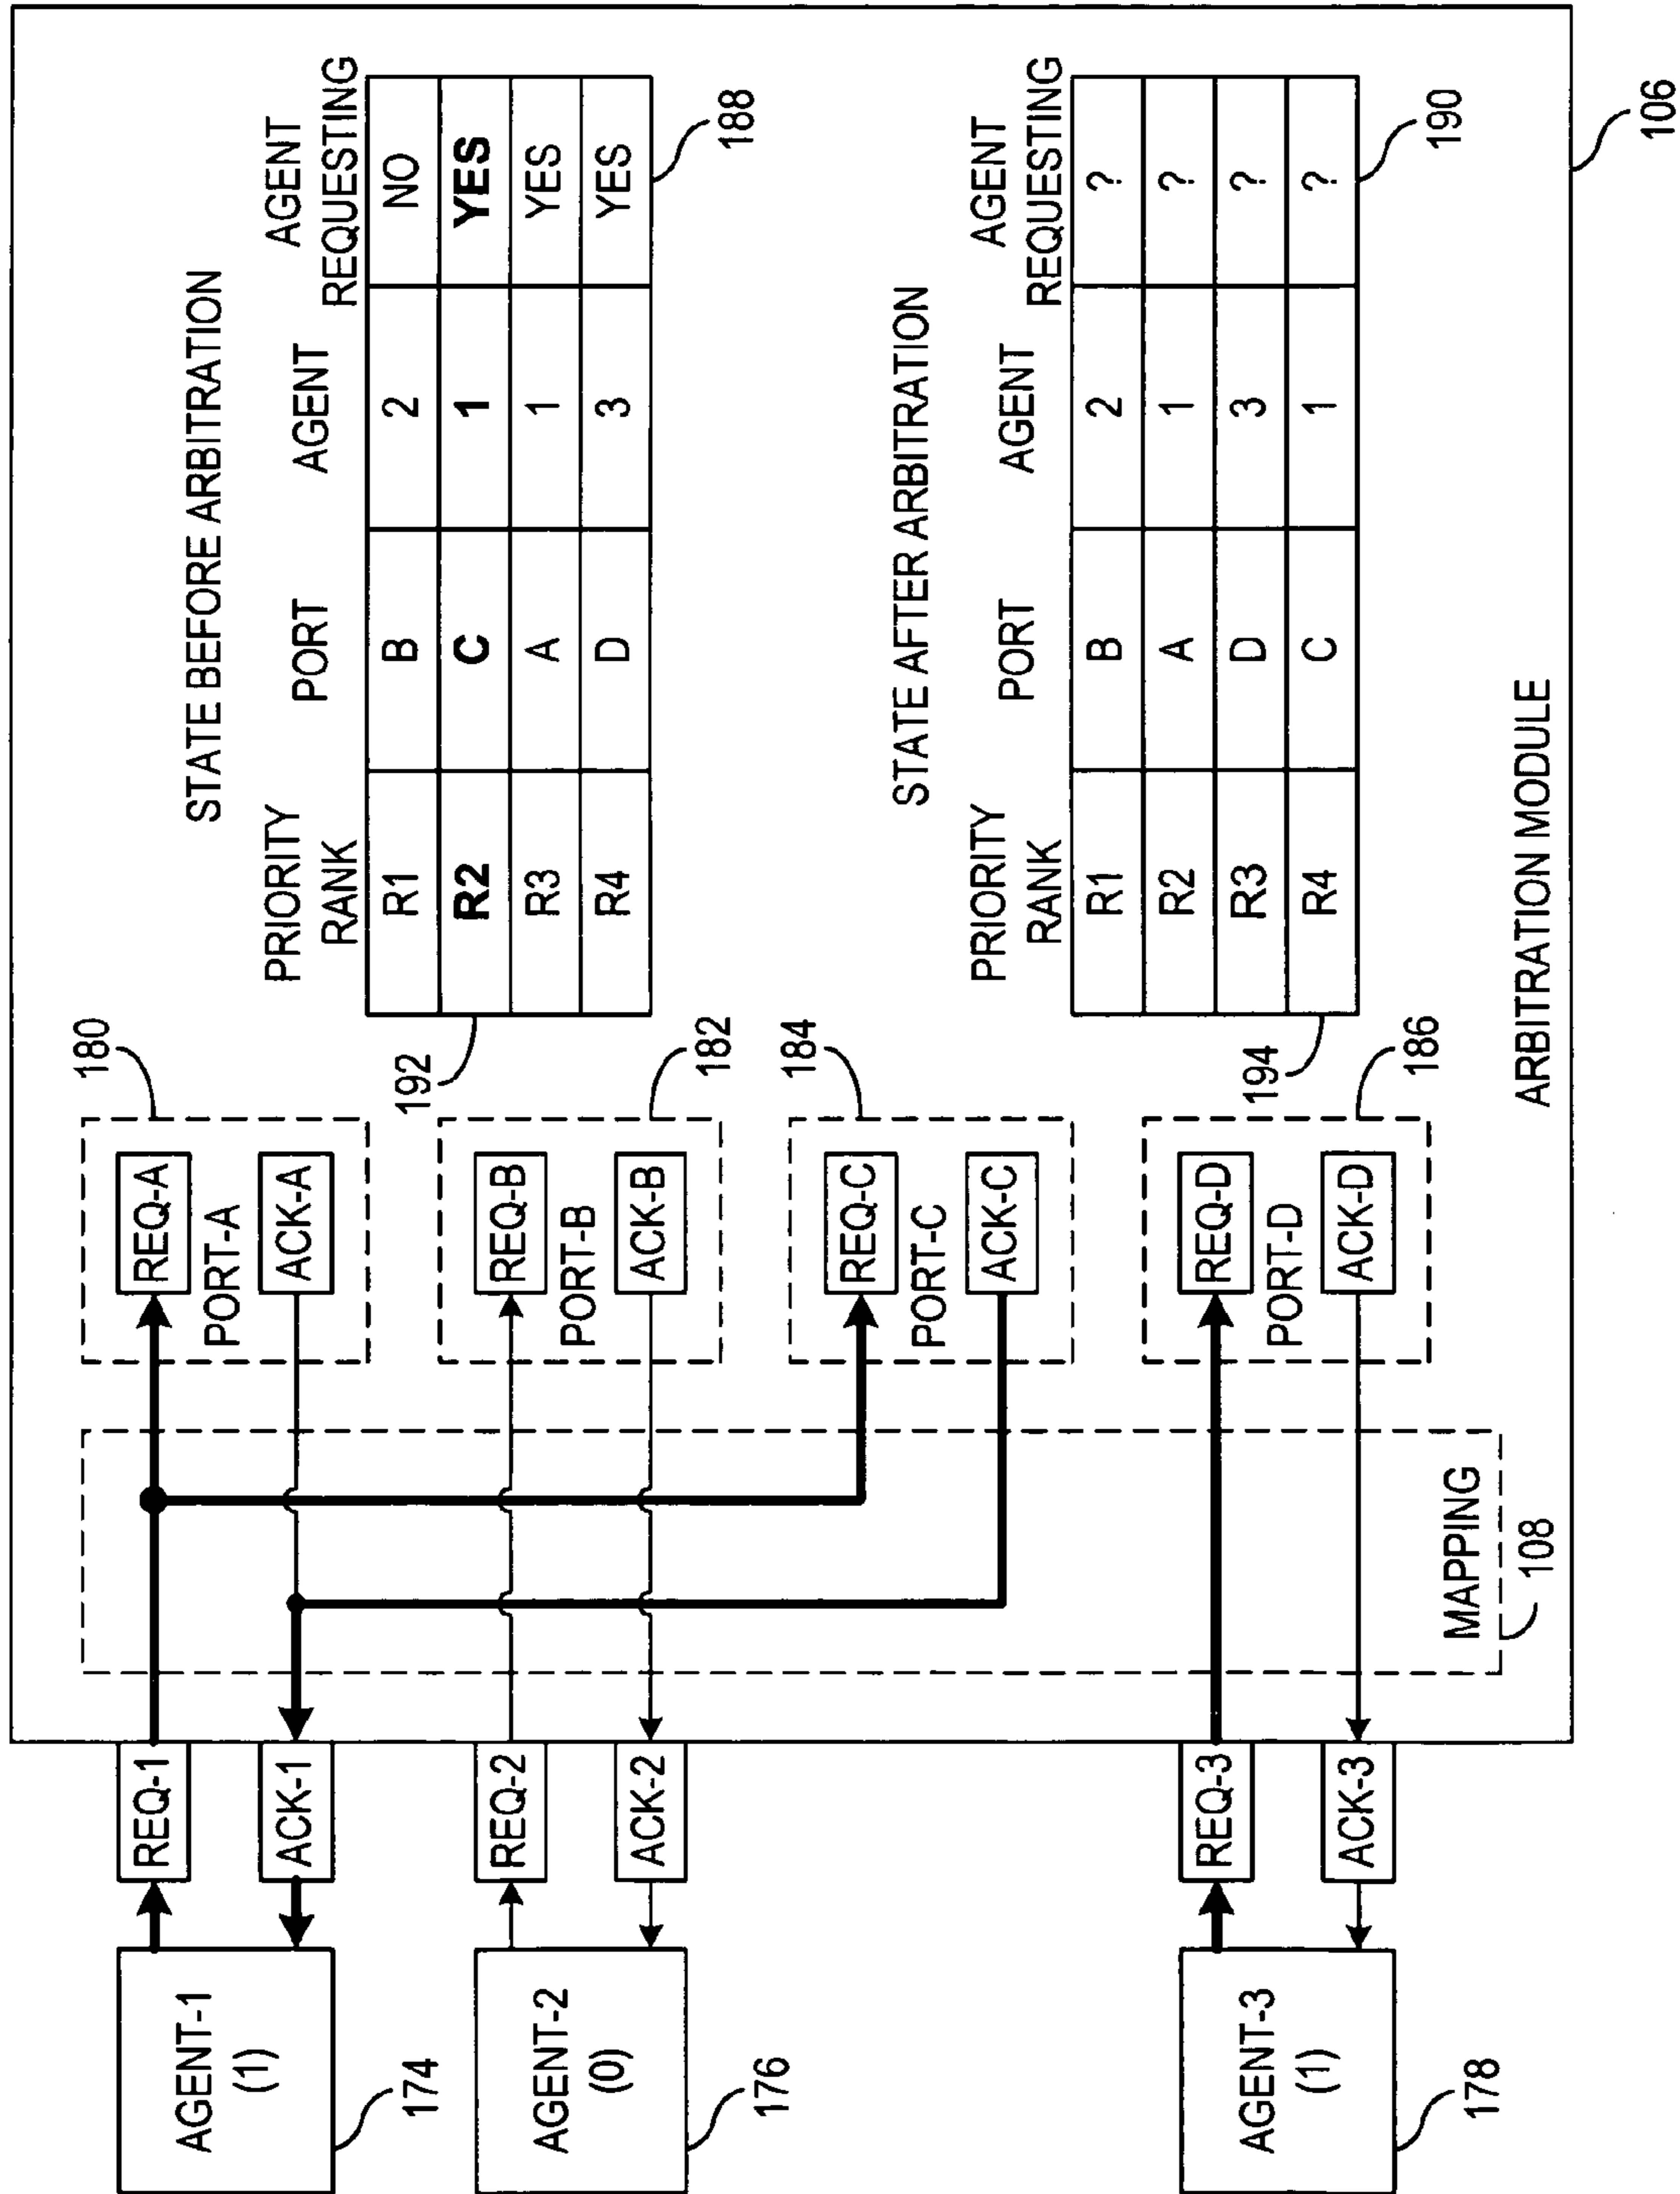 AGENT-1
(1)
174
AGENT-2
(0)
176
AGENT-3
(1)
178
REQ-1
ACK-1
REQ-2
ACK-2
REQ-3
ACK-3
MAPPING
108
180
REQ-A
PORT-A
ACK-A
182
REQ-B
PORT-B
ACK-B
184
REQ-C
PORT-C
ACK-C
186
REQ-D
PORT-D
ACK-D
STATE BEFORE ARBITRATION
PRIORITY RANK PORT AGENT AGENT REQUESTING
R1 B 2 NO
R2 C 1 YES
R3 A 1 YES
R4 D 3 YES
192
188
STATE AFTER ARBITRATION
PRIORITY RANK PORT AGENT AGENT REQUESTING
R1 B 2 ?
R2 A 1 ?
R3 D 3 ?
R4 C 1 ?
194
190
ARBITRATION MODULE
106